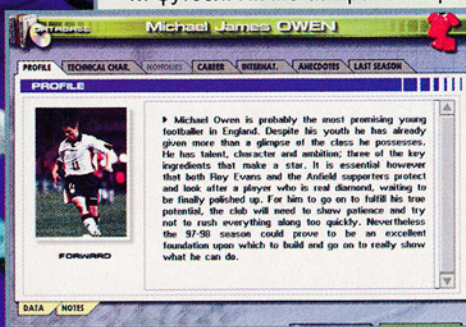 DATABASE
Michael James OWEN
PROFILE TECHNICAL CHAR. HONOURS CAREER INTERNAT. ANECDOTES LAST SEASON
PROFILE
Michael Owen is probably the most promising young
footballer in England. Despite his youth he has already
given more than a glimpse of the class he possesses.
He has talent, character and ambition; three of the key
ingredients that make a star. It is essential however
that both Roy Evans and the Anfield supporters protect
and look after a player who is real diamond, waiting to
be finally polished up. For him to go on to fulfill his true
potential, the club will need to show patience and try
not to rush everything along too quickly. Nevertheless
the 97-98 season could prove to be an excellent
foundation upon which to build and go on to really show
what he can do.
FORWARD
DATA NOTES